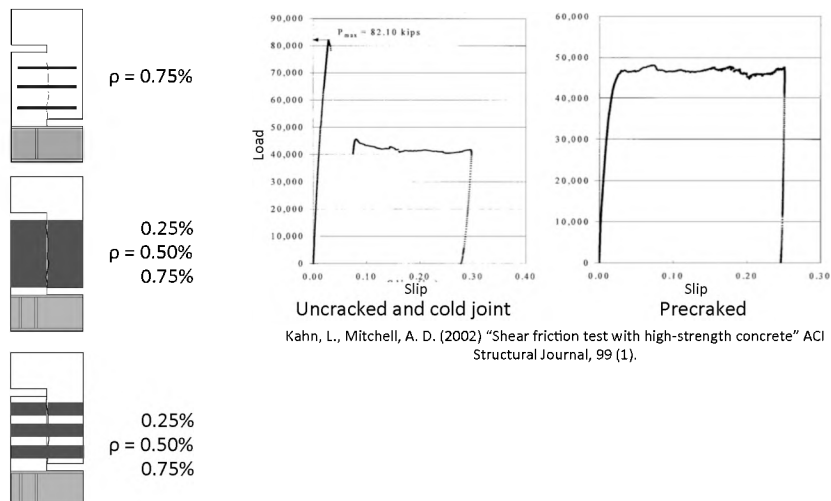 ρ = 0.75%
0.25%
ρ = 0.50%
0.75%
0.25%
ρ = 0.50%
0.75%
90,000
80,000
70,000
60,000
50,000
40,000
30,000
20,000
10,000
0
Load
Pmax = 82.10 kips
0.00 0.10 0.20 0.30 0.40
Slip
Uncracked and cold joint
60,000
50,000
40,000
30,000
20,000
10,000
0
0.00 0.10 0.20 0.30
Slip
Precraked
Kahn, L., Mitchell, A. D. (2002) "Shear friction test with high-strength concrete" ACI
Structural Journal, 99 (1).